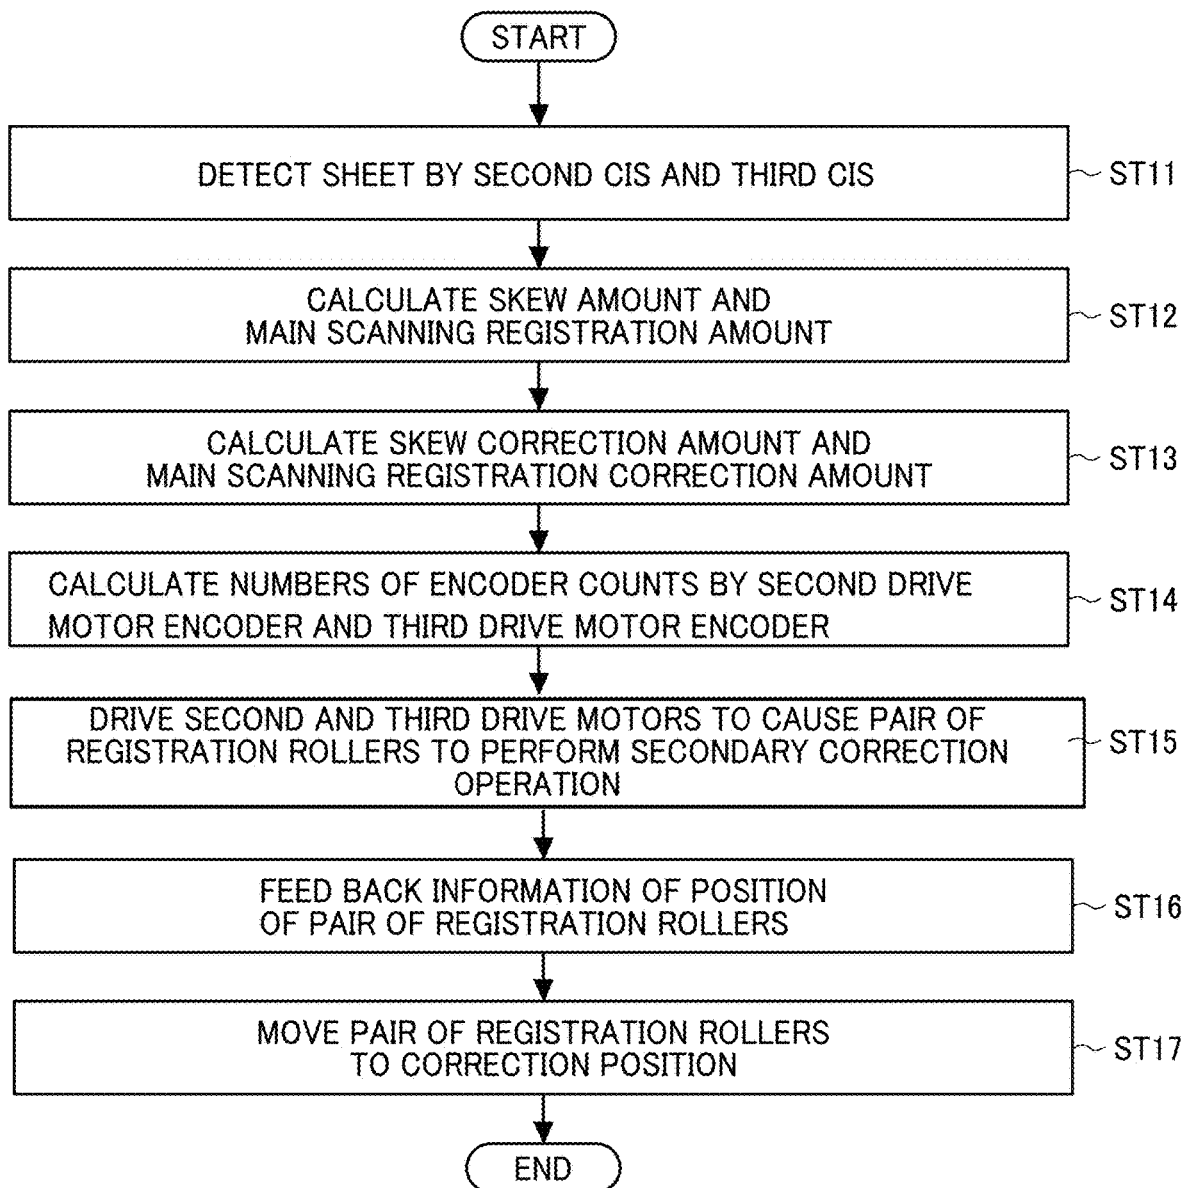 START
DETECT SHEET BY SECOND CIS AND THIRD CIS
ST11
CALCULATE SKEW AMOUNT AND
MAIN SCANNING REGISTRATION AMOUNT
ST12
CALCULATE SKEW CORRECTION AMOUNT AND
MAIN SCANNING REGISTRATION CORRECTION AMOUNT
ST13
CALCULATE NUMBERS OF ENCODER COUNTS BY SECOND DRIVE
MOTOR ENCODER AND THIRD DRIVE MOTOR ENCODER
ST14
DRIVE SECOND AND THIRD DRIVE MOTORS TO CAUSE PAIR OF
REGISTRATION ROLLERS TO PERFORM SECONDARY CORRECTION
OPERATION
ST15
FEED BACK INFORMATION OF POSITION
OF PAIR OF REGISTRATION ROLLERS
ST16
MOVE PAIR OF REGISTRATION ROLLERS
TO CORRECTION POSITION
ST17
END